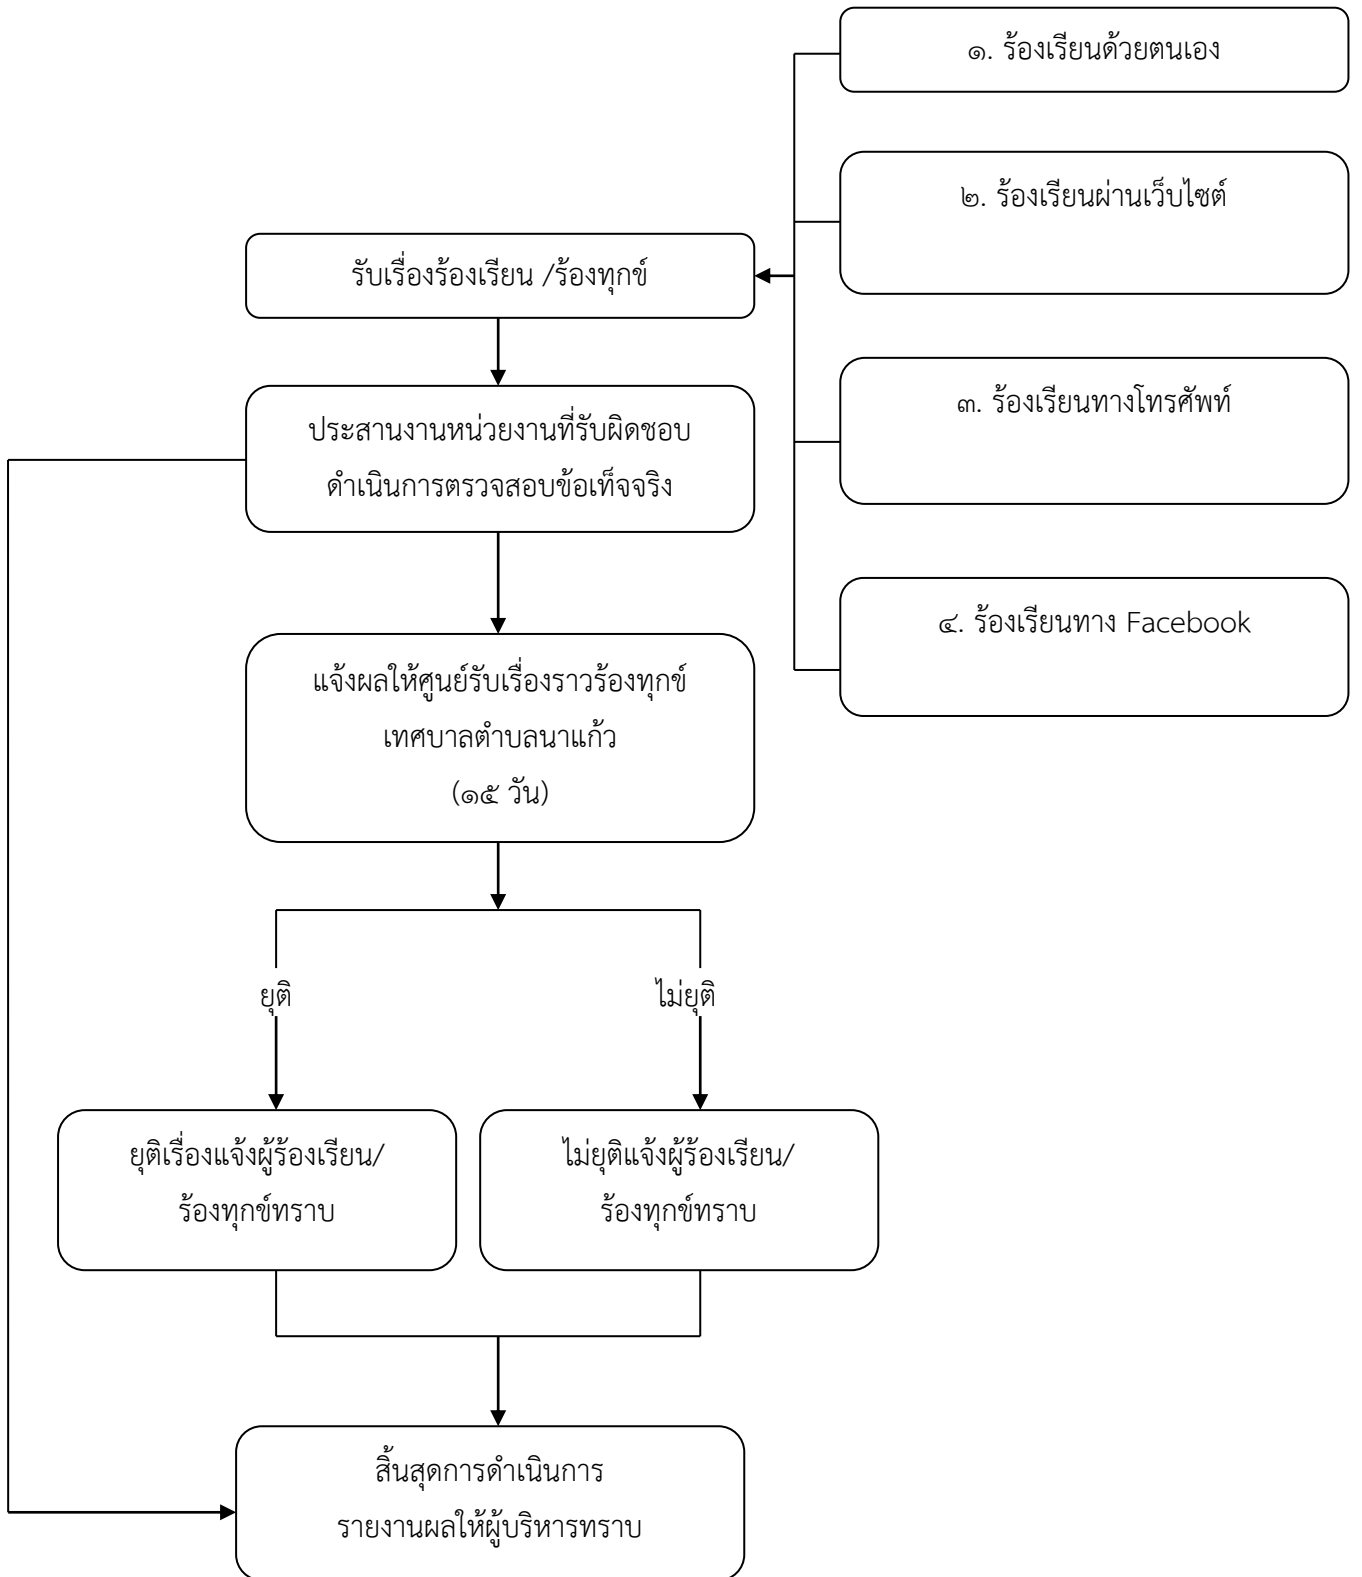 ๑. ร้องเรียนด้วยตนเอง
๒. ร้องเรียนผ่านเว็บไซต์
รับเรื่องร้องเรียน /ร้องทุกข์
๓. ร้องเรียนทางโทรศัพท์
ประสานงานหน่วยงานที่รับผิดชอบ
ดำเนินการตรวจสอบข้อเท็จจริง
๔. ร้องเรียนทาง Facebook
แจ้งผลให้ศูนย์รับเรื่องราวร้องทุกข์
เทศบาลตำบลนาแก้ว
(๑๕ วัน)
ยุติ
ไม่ยุติ
ยุติเรื่องแจ้งผู้ร้องเรียน/
ร้องทุกข์ทราบ
ไม่ยุติแจ้งผู้ร้องเรียน/
ร้องทุกข์ทราบ
สิ้นสุดการดำเนินการ
รายงานผลให้ผู้บริหารทราบ